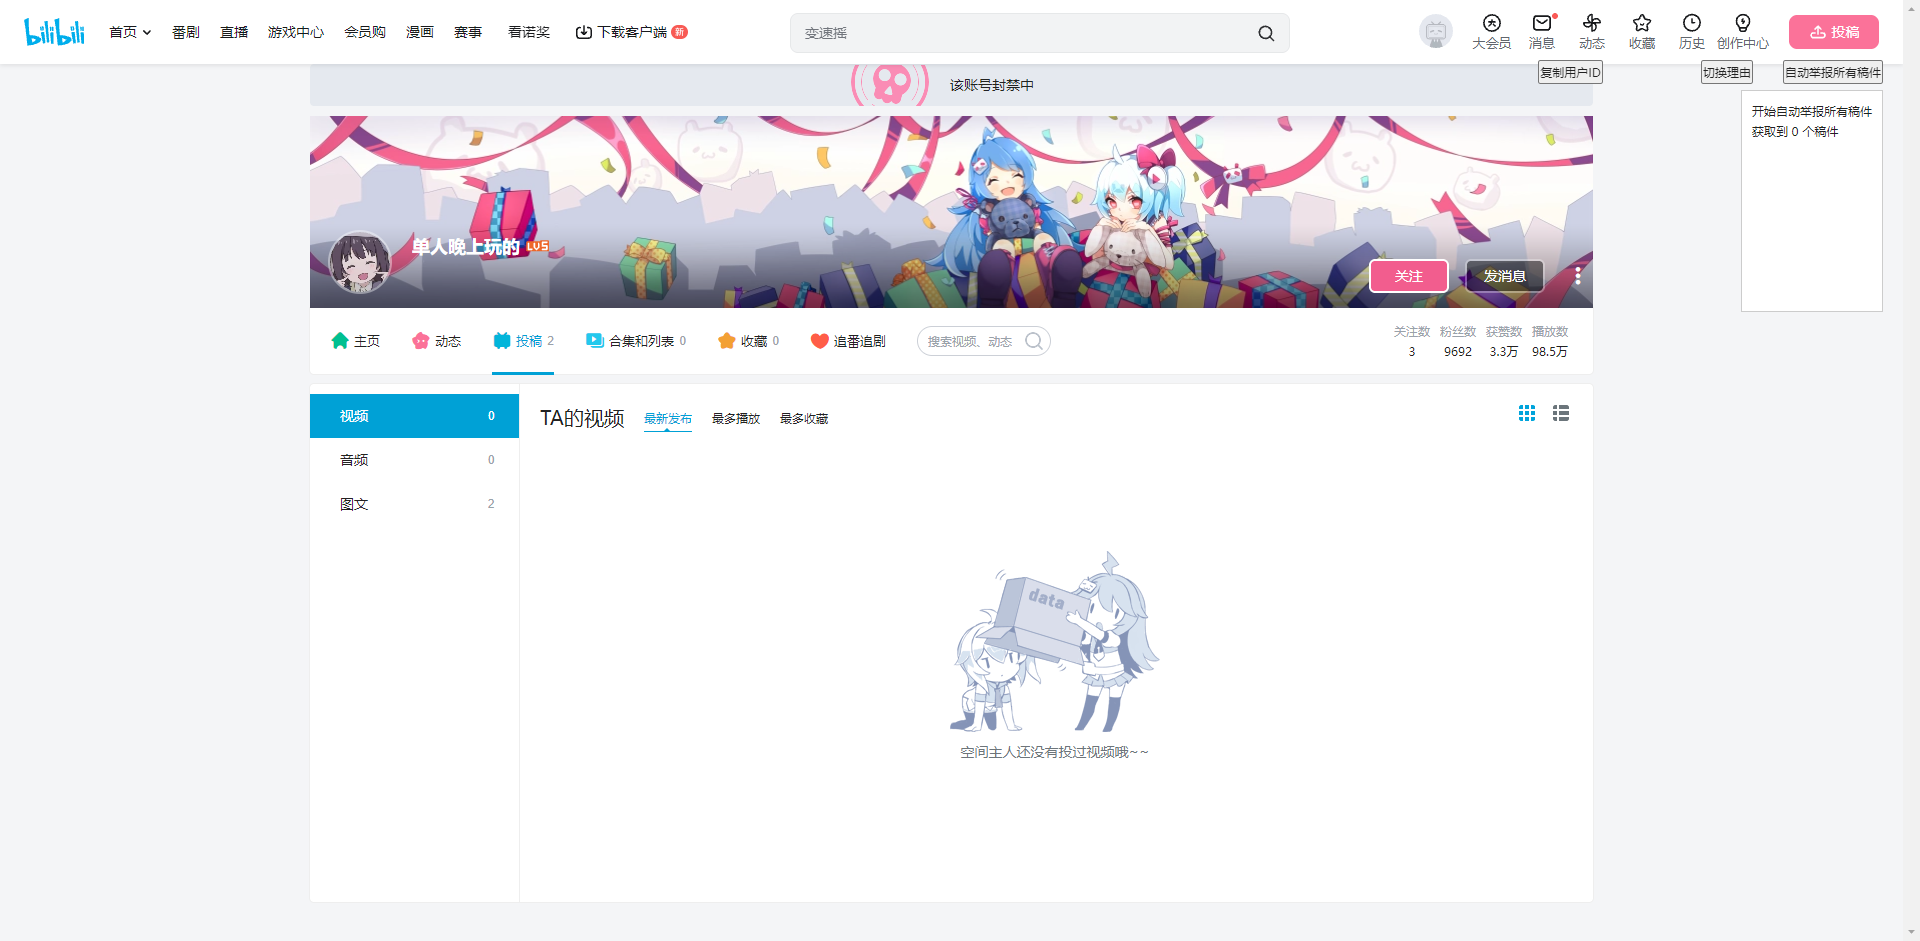 bilibili
首页
番剧
直播
游戏中心
会员购
漫画
赛事
看诺奖
下载客户端
新
变速摇
大会员
消息
动态
收藏
历史
创作中心
投稿
复制用户ID
切换理由
自动举报所有稿件
该账号封禁中
开始自动举报所有稿件
获取到 0 个稿件
单人晚上玩的 LV5
关注
发消息
主页
动态
投稿 2
合集和列表 0
收藏 0
追番追剧
搜索视频、动态
关注数 粉丝数 获赞数 播放数
3 9692 3.3万 98.5万
视频 0
音频 0
图文 2
TA的视频
最新发布
最多播放
最多收藏
data
空间主人还没有投过视频哦~~